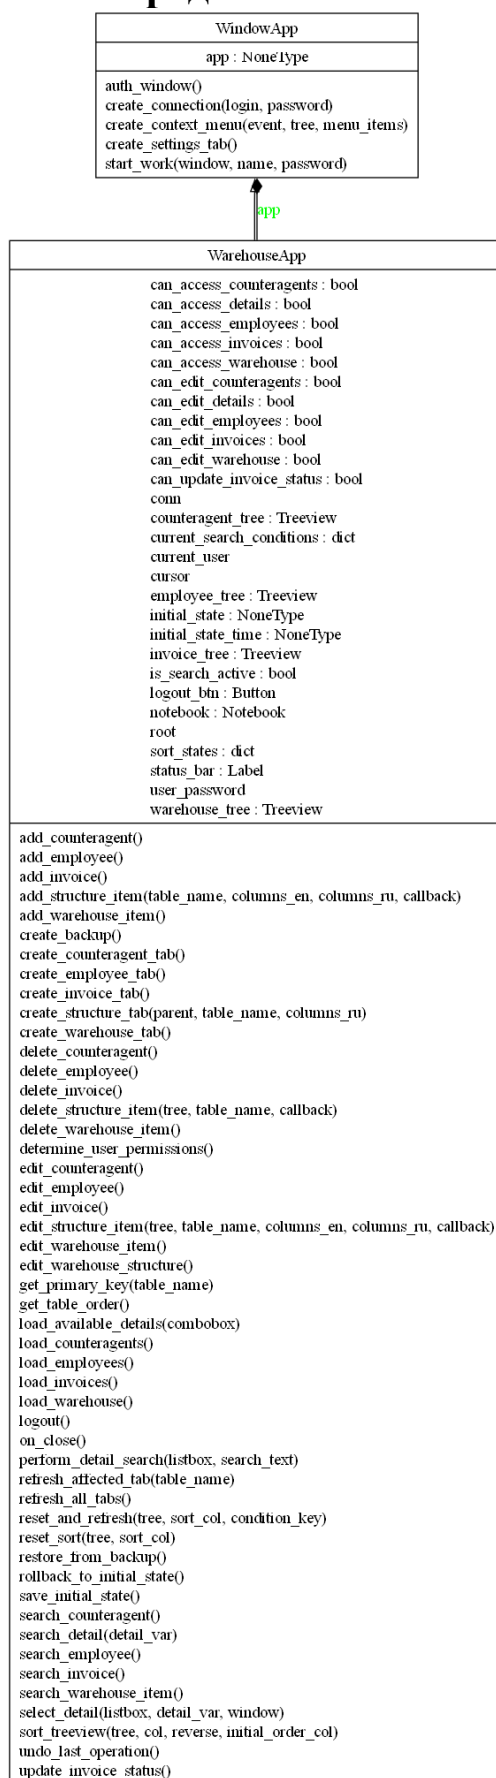 WindowApp
app : NoneType
auth_window()
create_connection(login, password)
create_context_menu(event, tree, menu_items)
create_settings_tab()
start_work(window, name, password)
app
WarehouseApp
can_access_counteragents : bool
can_access_details : bool
can_access_employees : bool
can_access_invoices : bool
can_access_warehouse : bool
can_edit_counteragents : bool
can_edit_details : bool
can_edit_employees : bool
can_edit_invoices : bool
can_edit_warehouse : bool
can_update_invoice_status : bool
conn
counteragent_tree : Treeview
current_search_conditions : dict
current_user
cursor
employee_tree : Treeview
initial_state : NoneType
initial_state_time : NoneType
invoice_tree : Treeview
is_search_active : bool
logout_btn : Button
notebook : Notebook
root
sort_states : dict
status_bar : Label
user_password
warehouse_tree : Treeview
add_counteragent()
add_employee()
add_invoice()
add_structure_item(table_name, columns_en, columns_ru, callback)
add_warehouse_item()
create_backup()
create_counteragent_tab()
create_employee_tab()
create_invoice_tab()
create_structure_tab(parent, table_name, columns_ru)
create_warehouse_tab()
delete_counteragent()
delete_employee()
delete_invoice()
delete_structure_item(tree, table_name, callback)
delete_warehouse_item()
determine_user_permissions()
edit_counteragent()
edit_employee()
edit_invoice()
edit_structure_item(tree, table_name, columns_en, columns_ru, callback)
edit_warehouse_item()
edit_warehouse_structure()
get_primary_key(table_name)
get_table_order()
load_available_details(combobox)
load_counteragents()
load_employees()
load_invoices()
load_warehouse()
logout()
on_close()
perform_detail_search(listbox, search_text)
refresh_affected_tab(table_name)
refresh_all_tabs()
reset_and_refresh(tree, sort_col, condition_key)
reset_sort(tree, sort_col)
restore_from_backup()
rollback_to_initial_state()
save_initial_state()
search_counteragent()
search_detail(detail_var)
search_employee()
search_invoice()
search_warehouse_item()
select_detail(listbox, detail_var, window)
sort_treeview(tree, col, reverse, initial_order_col)
undo_last_operation()
update_invoice_status()